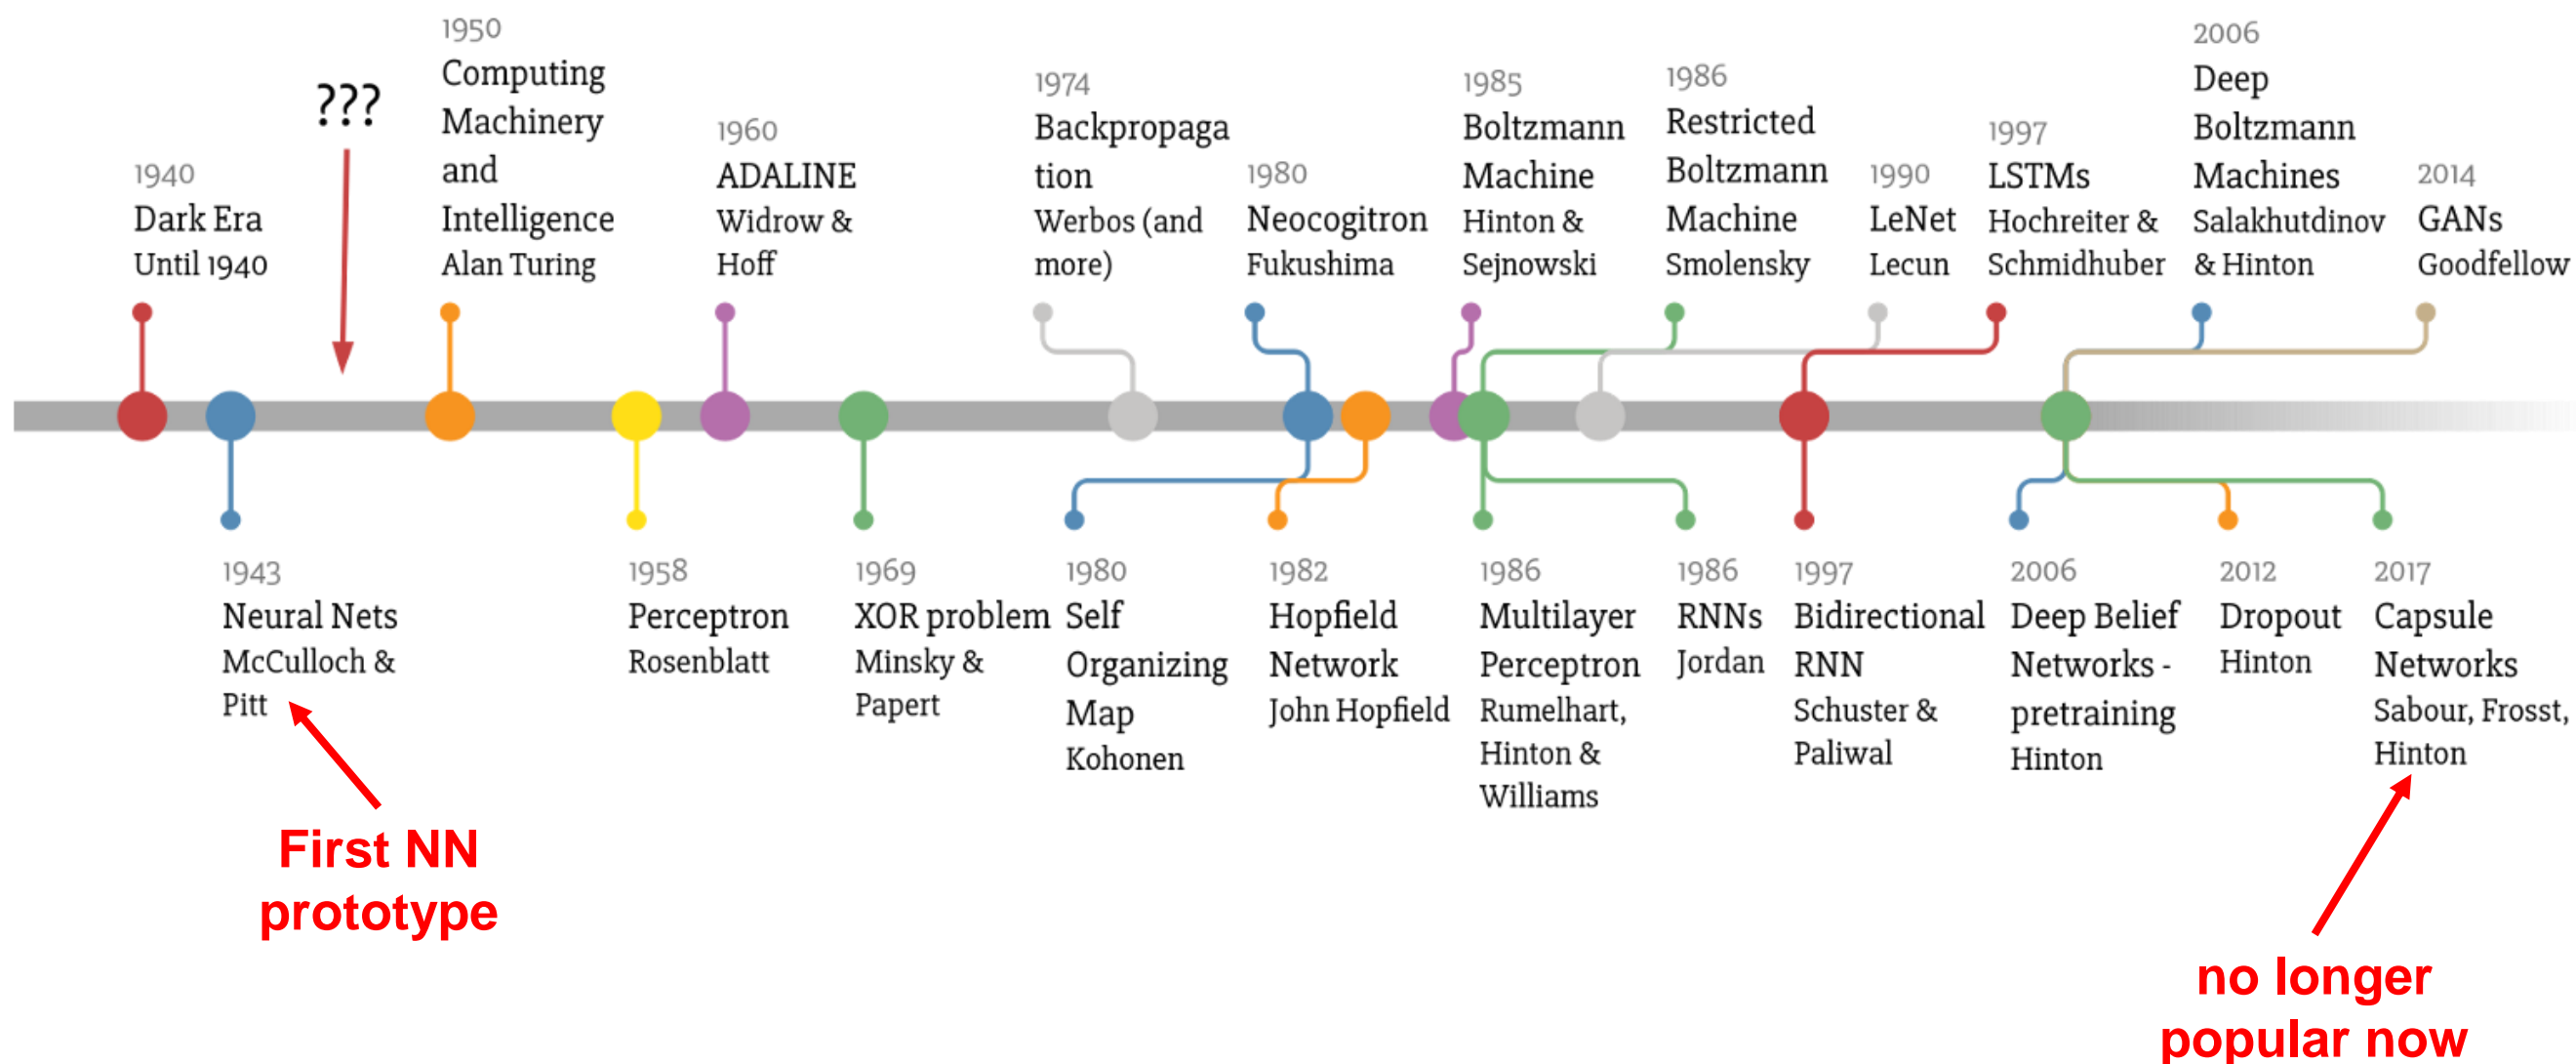 ???
1940
Dark Era
Until 1940
1950
Computing
Machinery
and
Intelligence
Alan Turing
1960
ADALINE
Widrow &
Hoff
1974
Backpropaga
tion
Werbos (and
more)
1980
Neocogitron
Fukushima
1985
Boltzmann
Machine
Hinton &
Sejnowski
1986
Restricted
Boltzmann
Machine
Smolensky
1990
LeNet
Lecun
1997
LSTMs
Hochreiter &
Schmidhuber
2006
Deep
Boltzmann
Machines
Salakhutdinov
& Hinton
2014
GANs
Goodfellow
1943
Neural Nets
McCulloch &
Pitt
1958
Perceptron
Rosenblatt
1969
XOR problem
Minsky &
Papert
1980
Self
Organizing
Map
Kohonen
1982
Hopfield
Network
John Hopfield
1986
Multilayer
Perceptron
Rumelhart,
Hinton &
Williams
1986
RNNs
Jordan
1997
Bidirectional
RNN
Schuster &
Paliwal
2006
Deep Belief
Networks -
pretraining
Hinton
2012
Dropout
Hinton
2017
Capsule
Networks
Sabour, Frosst,
Hinton
First NN
prototype
no longer
popular now